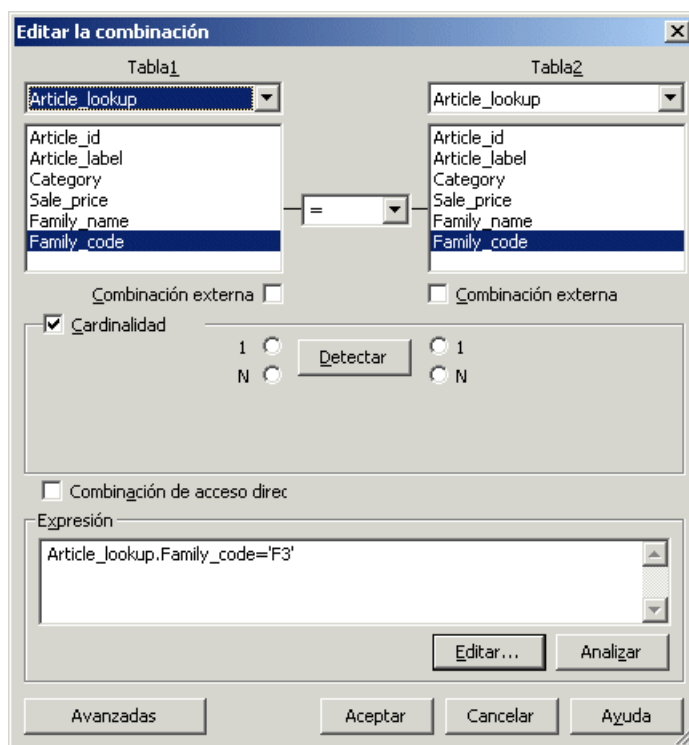 Editar la combinación
Tabla1
Tabla2
Article_lookup
Article_lookup
Article_id
Article_label
Category
Sale_price
Family_name
Family_code
=
Article_id
Article_label
Category
Sale_price
Family_name
Family_code
Combinación externa
Combinación externa
Cardinalidad
1
Detectar
1
N
N
Combinación de acceso direc
Expresión
Article_lookup.Family_code='F3'
Editar...
Analizar
Avanzadas
Aceptar
Cancelar
Ayuda